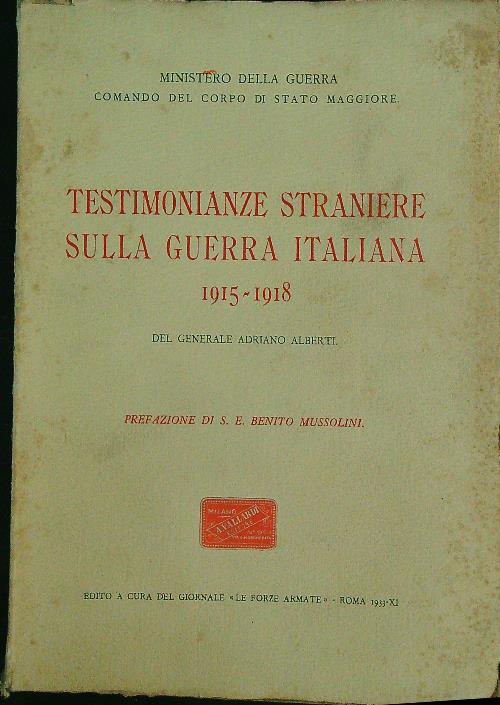 MINISTERO DELLA GUERRA
COMANDO DEL CORPO DI STATO MAGGIORE.
TESTIMONIANZE STRANIERE
SULLA GUERRA ITALIANA
1915-1918
DEL GENERALE ADRIANO ALBERTI.
PREFAZIONE DI S. E. BENITO MUSSOLINI.
MILANO
A.VALLARDI
EDITO A CURA DEL GIORNALE «LE FORZE ARMATE» - ROMA 1933-XI